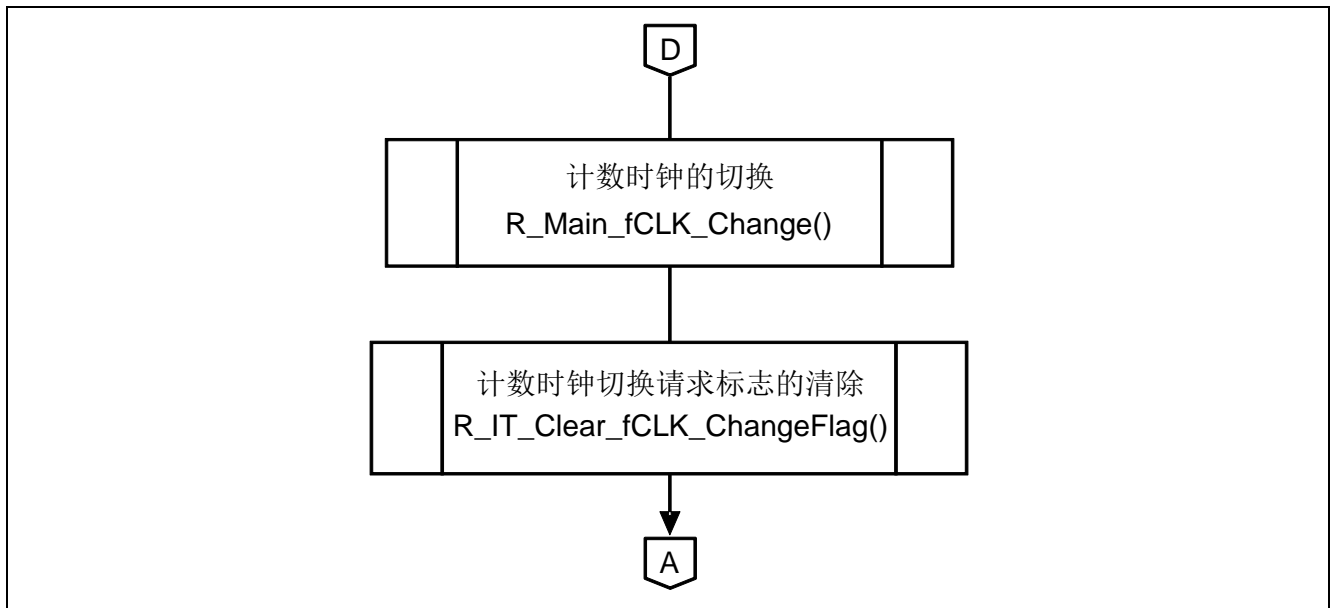 D
计数时钟的切换
R_Main_fCLK_Change()
计数时钟切换请求标志的清除
R_IT_Clear_fCLK_ChangeFlag()
A